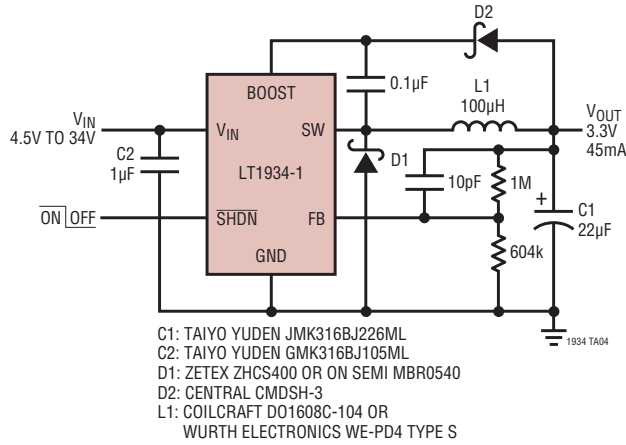 D2
BOOST
0.1µF
L1
100µH
VIN
4.5V TO 34V
VIN
SW
VOUT
3.3V
45mA
C2
1µF
LT1934-1
D1
10pF
1M
+
C1
22µF
ON OFF
SHDN
FB
604k
GND
1934 TA04
C1: TAIYO YUDEN JMK316BJ226ML
C2: TAIYO YUDEN GMK316BJ105ML
D1: ZETEX ZHCS400 OR ON SEMI MBR0540
D2: CENTRAL CMDSH-3
L1: COILCRAFT DO1608C-104 OR
WURTH ELECTRONICS WE-PD4 TYPE S